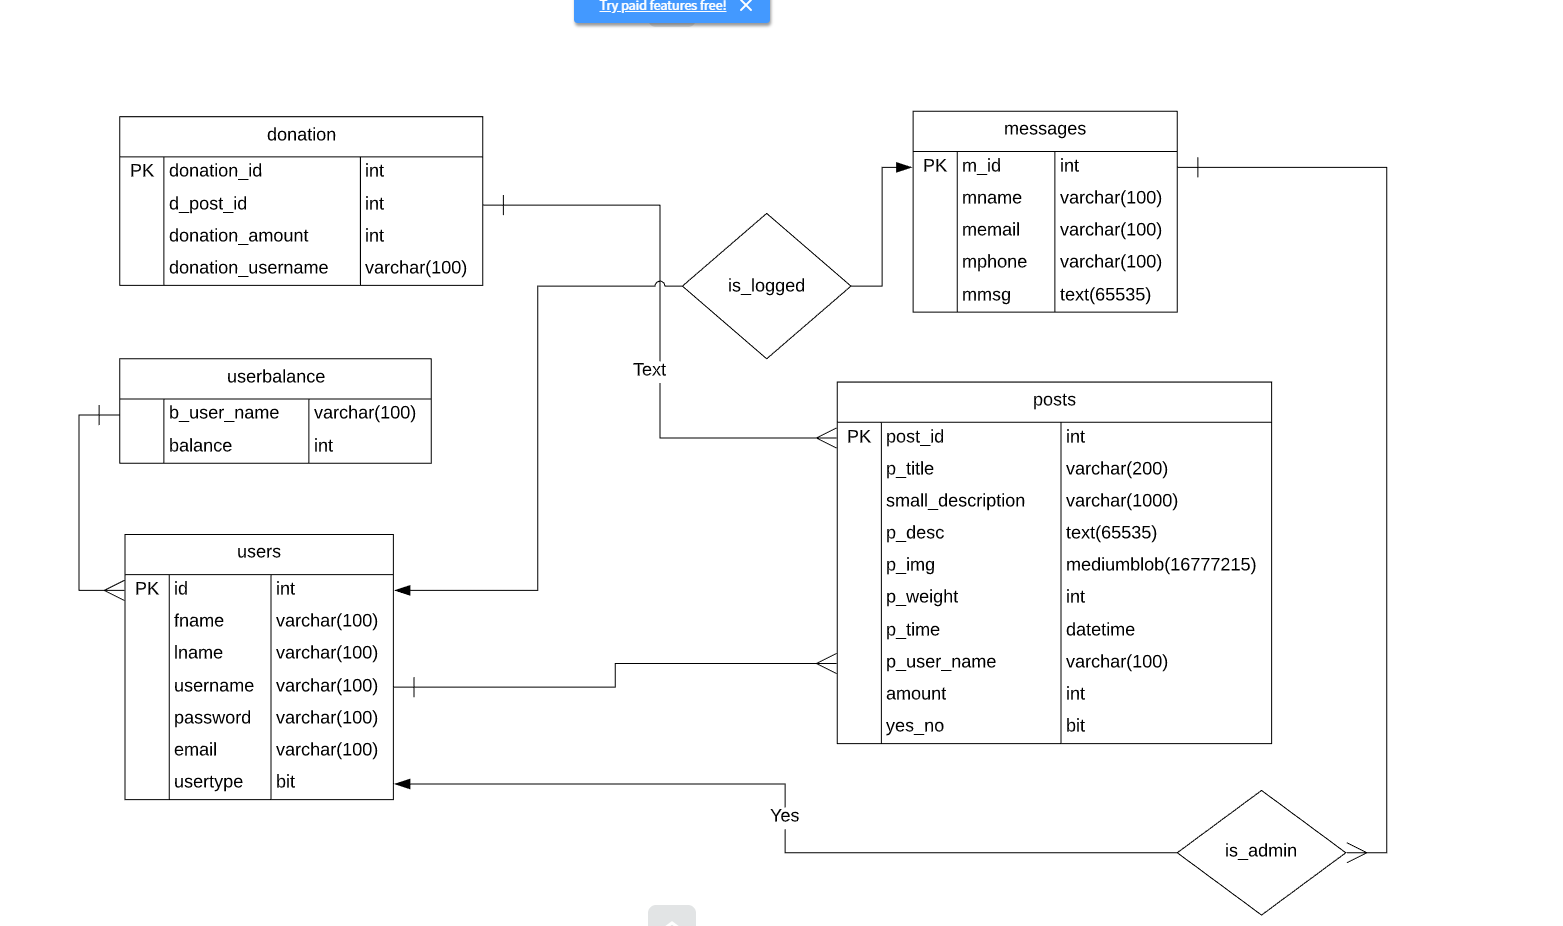 Try paid features free!
donation
PK donation_id int
d_post_id int
donation_amount int
donation_username varchar(100)
messages
PK m_id int
mname varchar(100)
memail varchar(100)
mphone varchar(100)
mmsg text(65535)
is_logged
Text
userbalance
b_user_name varchar(100)
balance int
posts
PK post_id int
p_title varchar(200)
small_description varchar(1000)
p_desc text(65535)
p_img mediumblob(16777215)
p_weight int
p_time datetime
p_user_name varchar(100)
amount int
yes_no bit
users
PK id int
fname varchar(100)
lname varchar(100)
username varchar(100)
password varchar(100)
email varchar(100)
usertype bit
Yes
is_admin